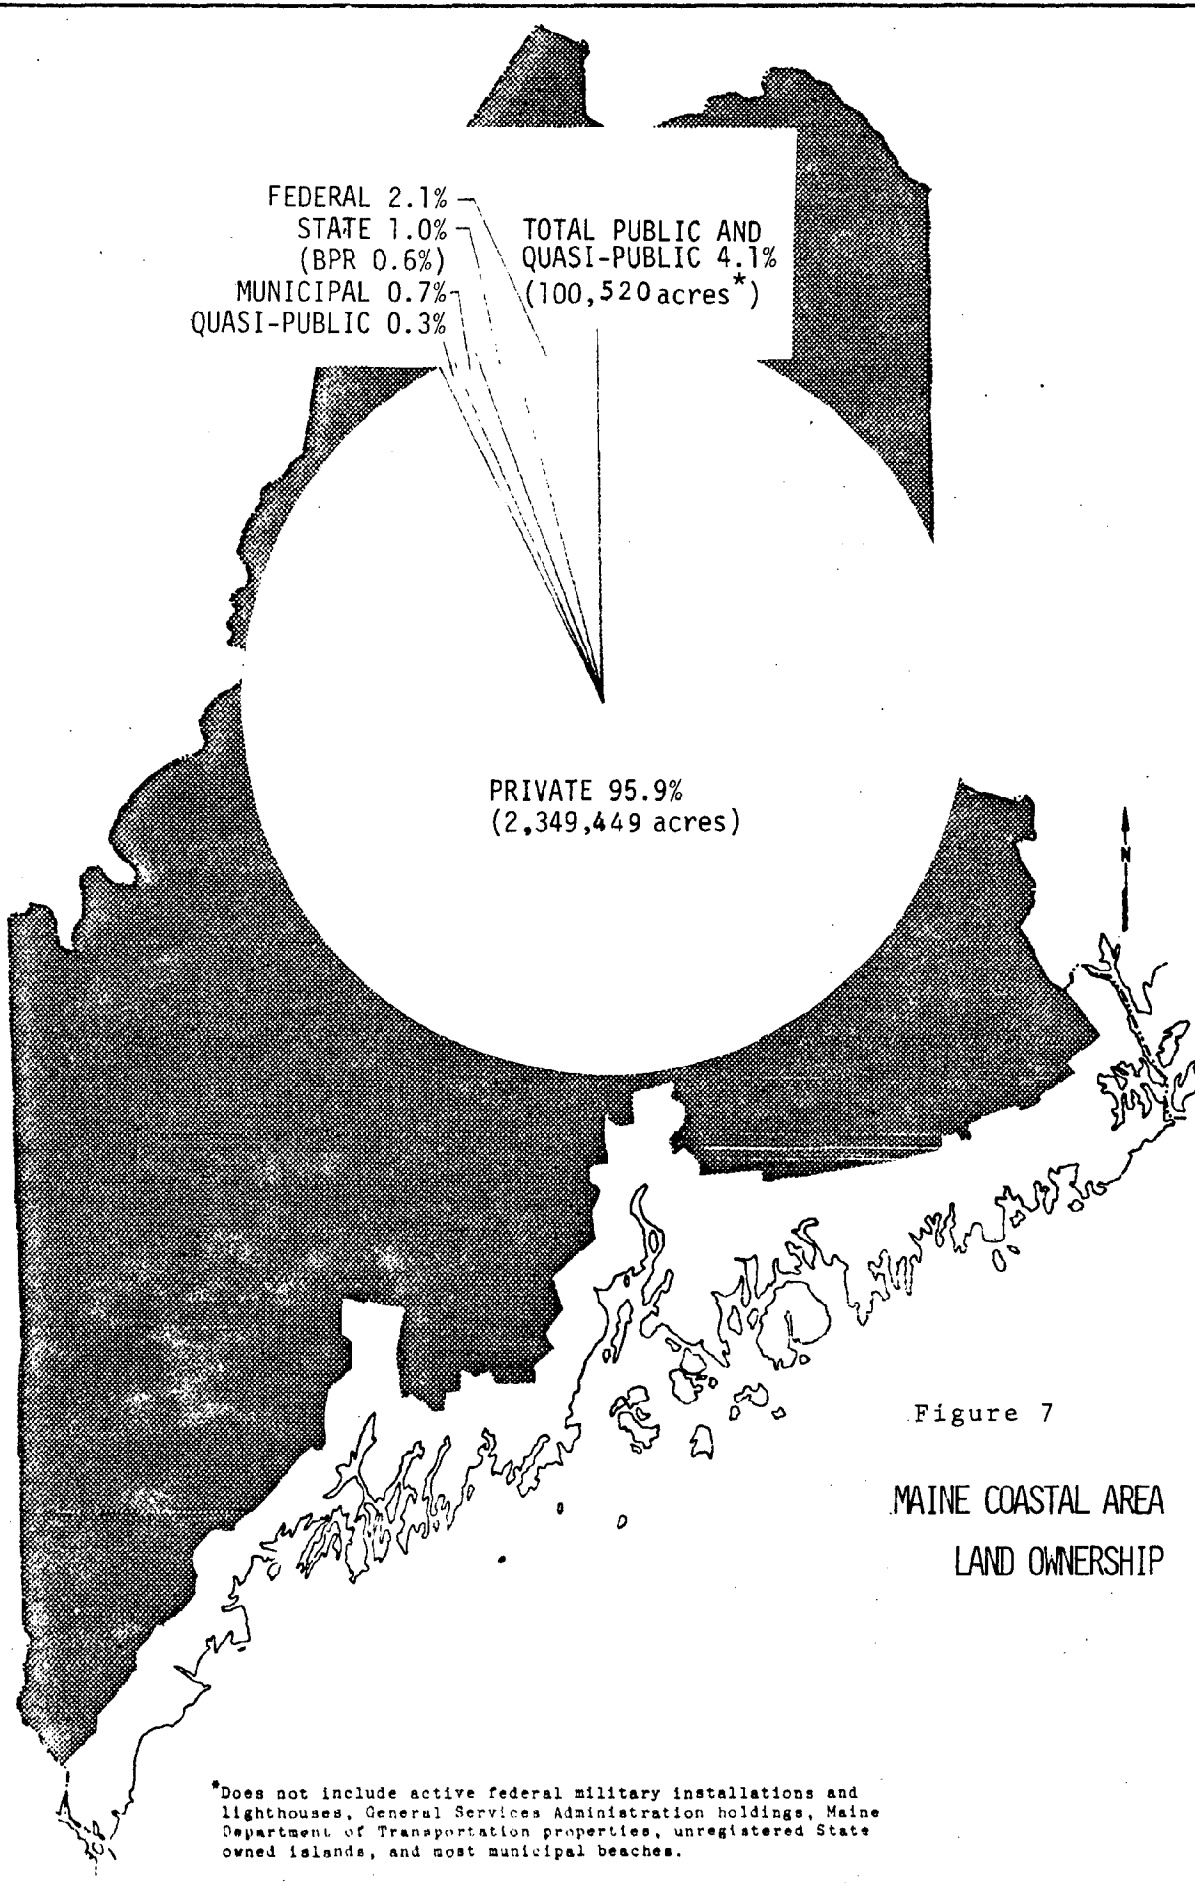 FEDERAL 2.1%
STATE 1.0%
(BPR 0.6%)
MUNICIPAL 0.7%
QUASI-PUBLIC 0.3%
TOTAL PUBLIC AND
QUASI-PUBLIC 4.1%
(100,520 acres*)
PRIVATE 95.9%
(2,349,449 acres)
N
Figure 7
MAINE COASTAL AREA
LAND OWNERSHIP
*Does not include active federal military installations and
lighthouses, General Services Administration holdings, Maine
Department of Transportation properties, unregistered State
owned islands, and most municipal beaches.